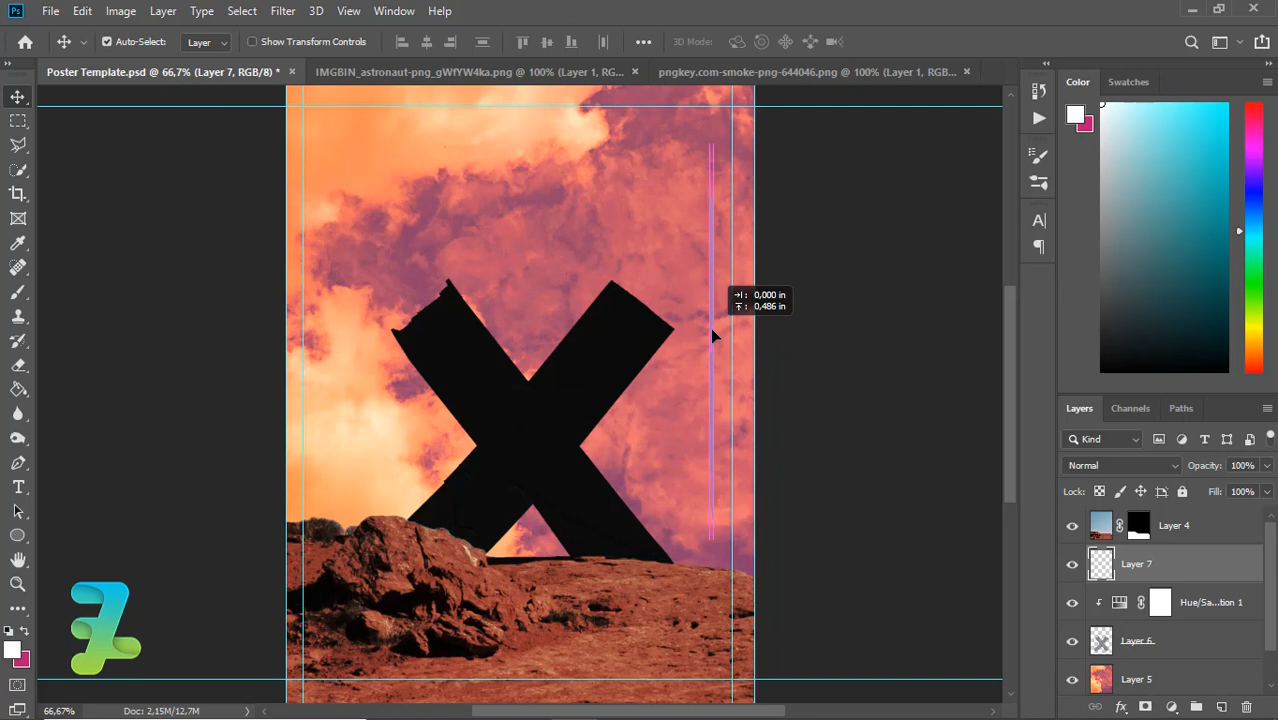 Ps File Edit Image Layer Type Select Filter 3D View Window Help
Auto-Select: Layer Show Transform Controls 3D Mode:
Poster Template.psd @ 66,7% (Layer 7, RGB/8) * × IMGBIN_astronaut-png_gWfYW4ka.png @ 100% (Layer 1, RG... × pngkey.com-smoke-png-644046.png @ 100% (Layer 1, RGB... ×
Color Swatches
0,000 in
0,486 in
Layers Channels Paths
Kind
Normal Opacity: 100%
Lock: Fill: 100%
Layer 4
Layer 7
Hue/Sa...tion 1
Layer 6
Layer 5
66,67% Doc: 2,15M/12,7M